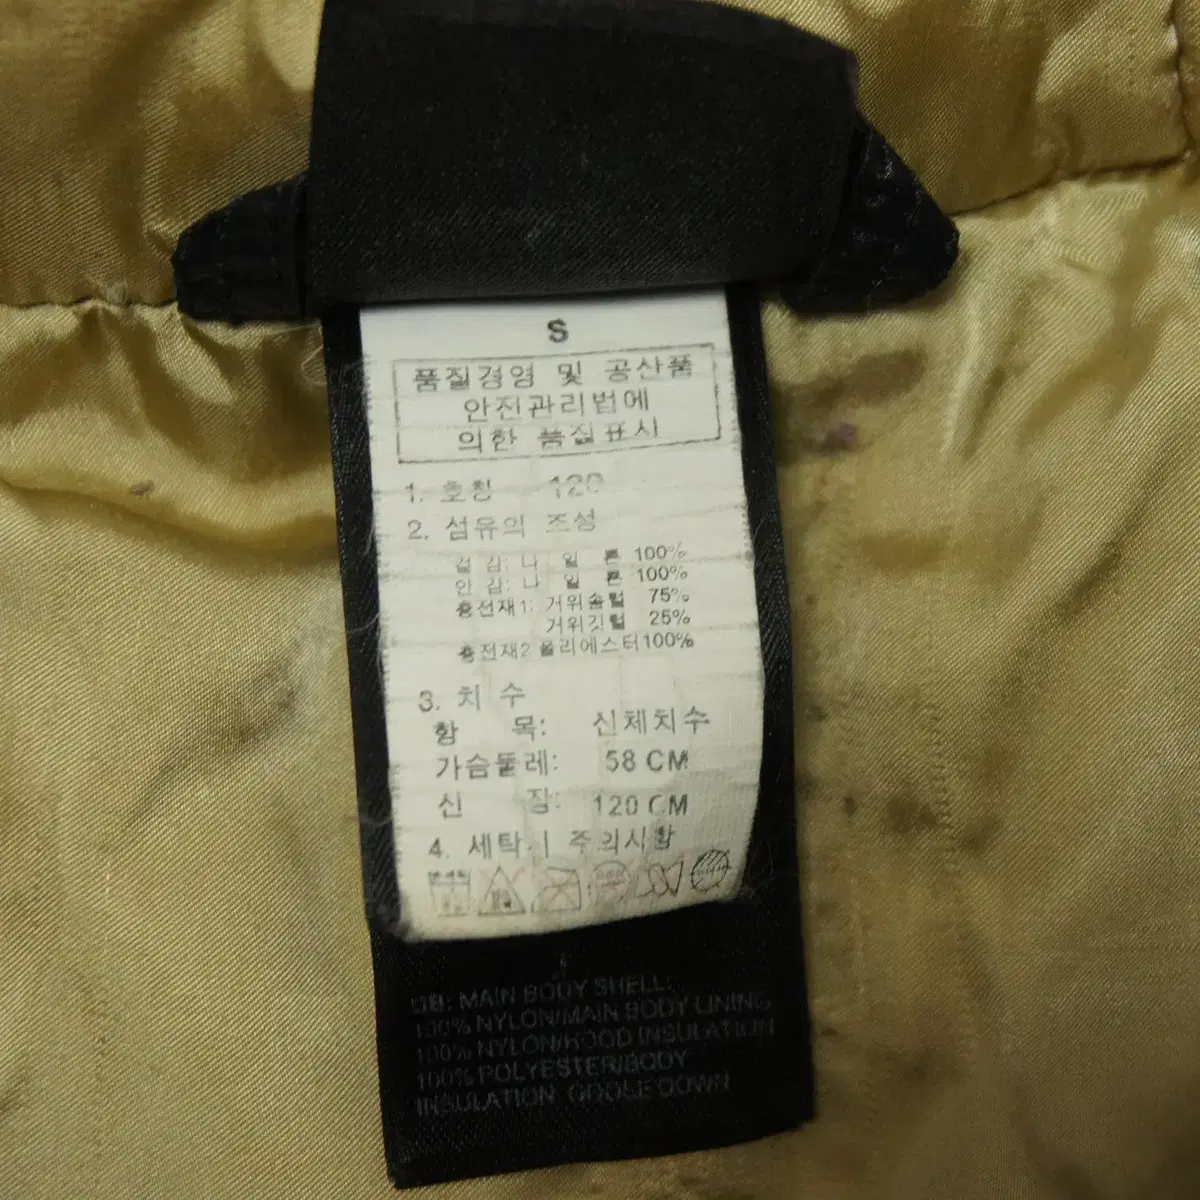 S
품질경영 및 공산품
안전관리법에
의한 품질표시
1. 호칭 120
2. 섬유의 조성
겉 감: 나 일 론 100%
안 감: 나 일 론 100%
충전재1: 거위솜털 75%
거위깃털 25%
충전재2 폴리에스터100%
3. 치 수
항 목: 신체치수
가슴둘레: 58 CM
신 장: 120 CM
4. 세탁시 주의사항
MAIN BODY SHELL:
100% NYLON/MAIN BODY LINING
100% NYLON/HOOD INSULATION
100% POLYESTER/BODY
INSULATION GOOSE DOWN